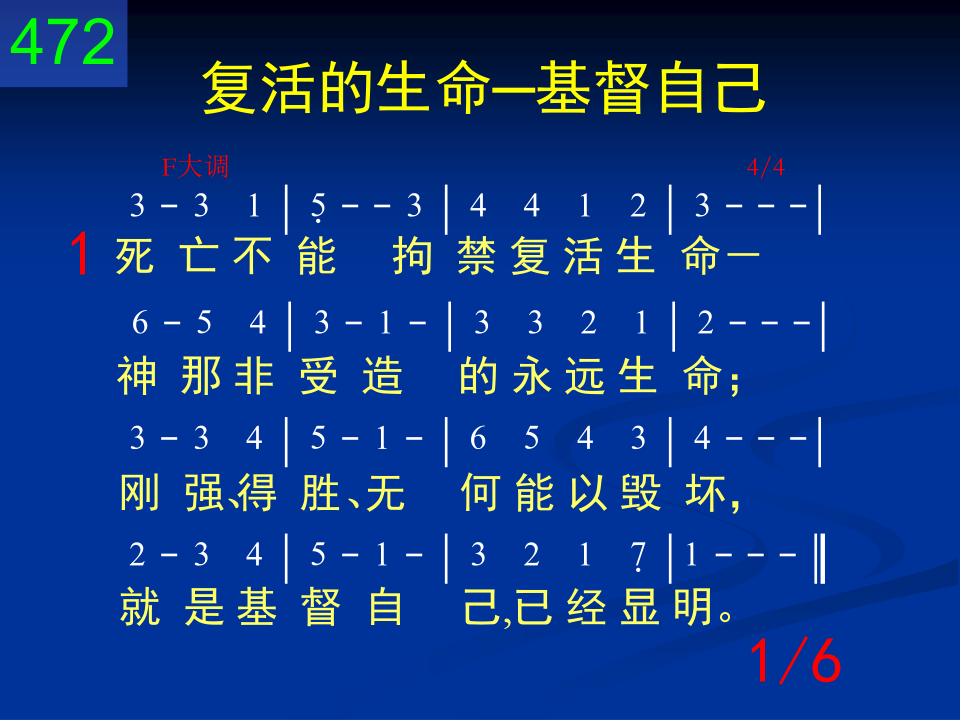 472
复活的生命─基督自己
F大调 4/4
3 - 3 1 | 5̣ - - 3 | 4 4 1 2 | 3 - - - |
1 死 亡 不 能 拘 禁 复 活 生 命－
6 - 5 4 | 3 - 1 - | 3 3 2 1 | 2 - - - |
神 那 非 受 造 的 永 远 生 命；
3 - 3 4 | 5 - 1 - | 6 5 4 3 | 4 - - - |
刚 强、得 胜、无 何 能 以 毁 坏，
2 - 3 4 | 5 - 1 - | 3 2 1 7̣ | 1 - - - ‖
就 是 基 督 自 己,已 经 显 明。
1/6